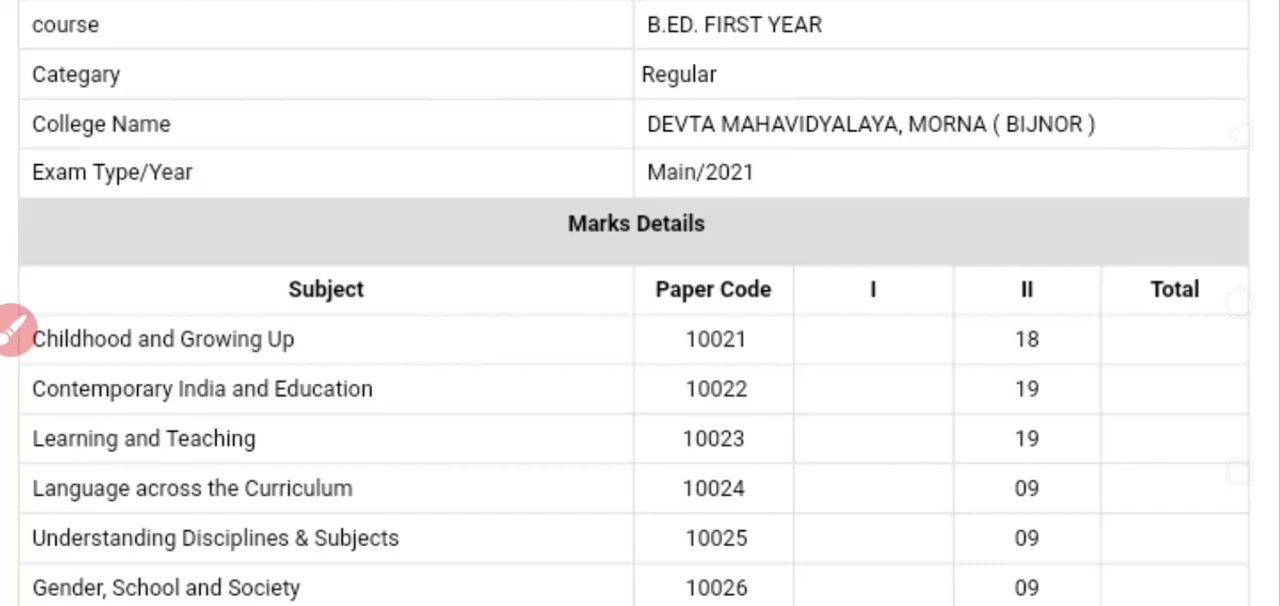 course B.ED. FIRST YEAR
Categary Regular
College Name DEVTA MAHAVIDYALAYA, MORNA ( BIJNOR )
Exam Type/Year Main/2021
Marks Details
Subject Paper Code I II Total
Childhood and Growing Up 10021 18
Contemporary India and Education 10022 19
Learning and Teaching 10023 19
Language across the Curriculum 10024 09
Understanding Disciplines & Subjects 10025 09
Gender, School and Society 10026 09